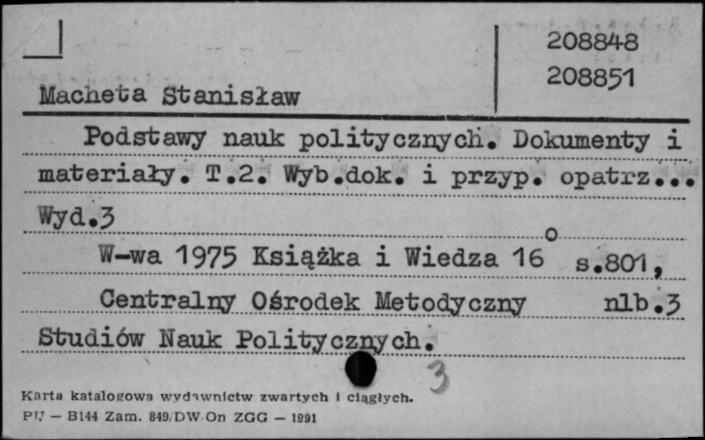 208848
208851
Macheta Stanisław
Podstawy nauk politycznych. Dokumenty i
materiały. T.2. Wyb.dok. i przyp. opatrz...
Wyd.3
W-wa 1975 Książka i Wiedza 16° s.801,
Centralny Ośrodek Metodyczny nlb.3
Studiów Nauk Politycznych.
3
Karta katalogowa wydawnictw zwartych i ciągłych.
PU — B144 Zam. 849/DW On ZGG — 1991